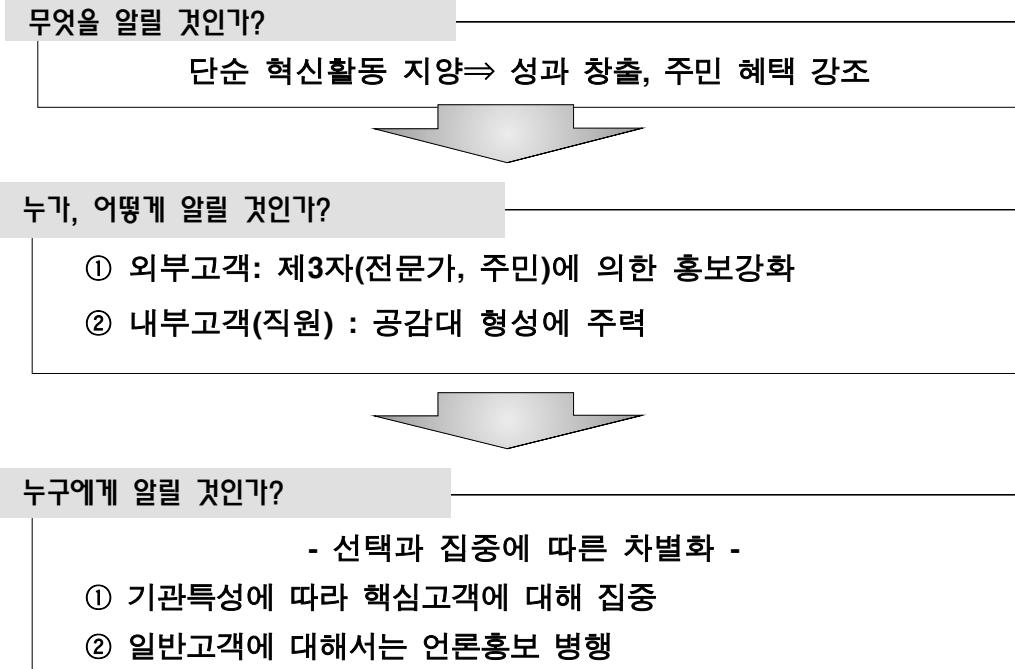 무엇을 알릴 것인가?
단순 혁신활동 지양⇒ 성과 창출, 주민 혜택 강조
누가, 어떻게 알릴 것인가?
① 외부고객: 제3자(전문가, 주민)에 의한 홍보강화
② 내부고객(직원) : 공감대 형성에 주력
누구에게 알릴 것인가?
- 선택과 집중에 따른 차별화 -
① 기관특성에 따라 핵심고객에 대해 집중
② 일반고객에 대해서는 언론홍보 병행